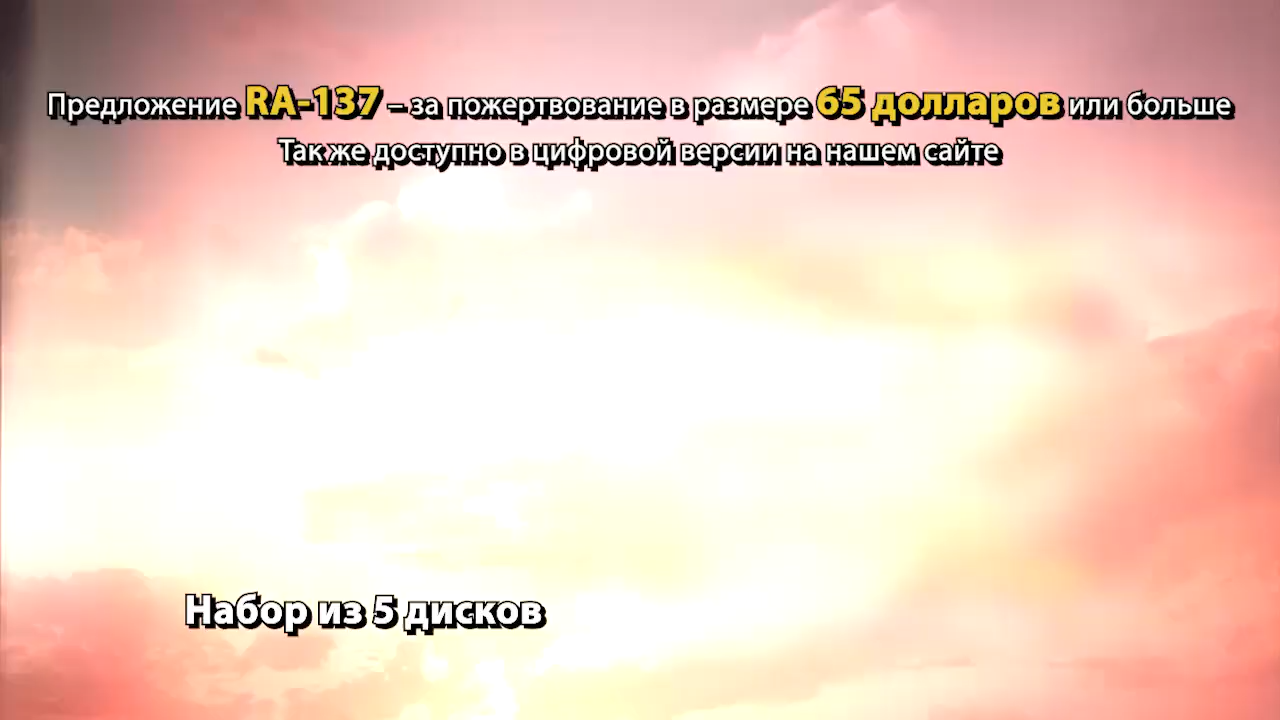 Предложение RA-137 – за пожертвование в размере 65 долларов или больше
Так же доступно в цифровой версии на нашем сайте
Набор из 5 дисков